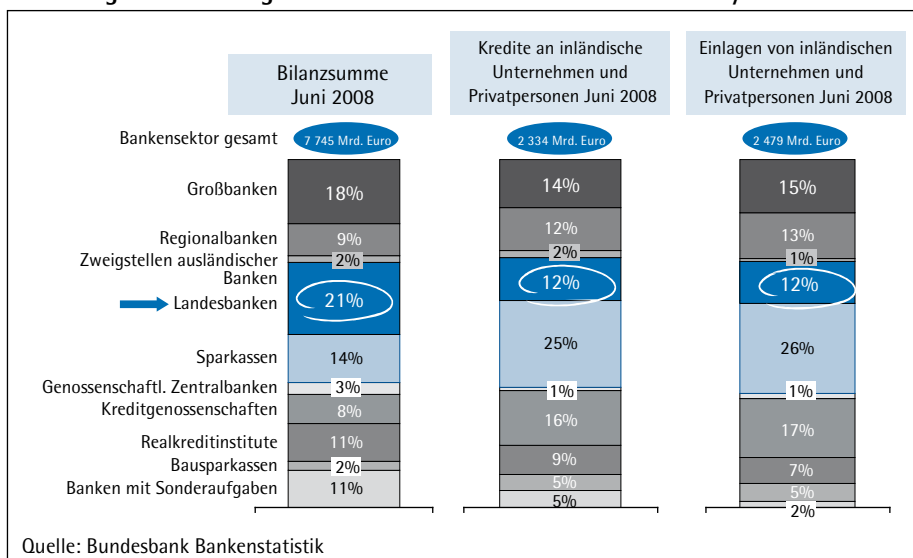 Bilanzsumme
Juni 2008
Kredite an inländische
Unternehmen und
Privatpersonen Juni 2008
Einlagen von inländischen
Unternehmen und
Privatpersonen Juni 2008
Bankensektor gesamt
7 745 Mrd. Euro
2 334 Mrd. Euro
2 479 Mrd. Euro
Großbanken
18%
14%
15%
Regionalbanken
9%
12%
13%
Zweigstellen ausländischer
Banken
2%
2%
1%
Landesbanken
21%
12%
12%
Sparkassen
14%
25%
26%
Genossenschaftl. Zentralbanken
3%
1%
1%
Kreditgenossenschaften
8%
16%
17%
Realkreditinstitute
11%
9%
7%
Bausparkassen
2%
5%
5%
Banken mit Sonderaufgaben
11%
5%
2%
Quelle: Bundesbank Bankenstatistik